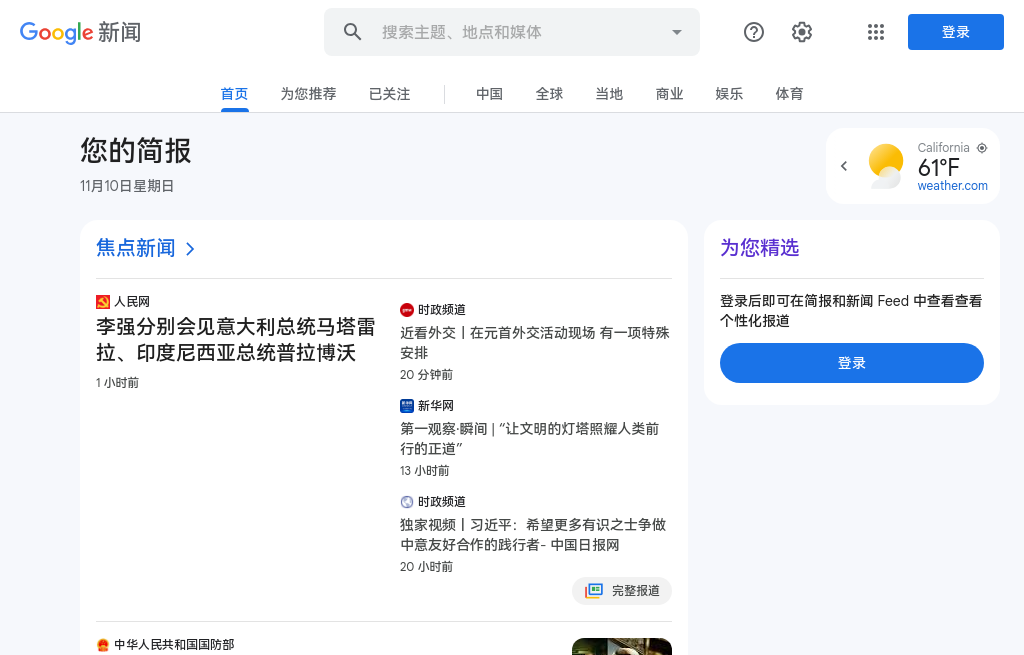 Google 新闻
搜索主题、地点和媒体
登录
首页
为您推荐
已关注
中国
全球
当地
商业
娱乐
体育
您的简报
11月10日星期日
California
61°F
weather.com
焦点新闻
人民网
李强分别会见意大利总统马塔雷
拉、印度尼西亚总统普拉博沃
1 小时前
时政频道
近看外交丨在元首外交活动现场 有一项特殊
安排
20 分钟前
新华网
第一观察·瞬间 | “让文明的灯塔照耀人类前
行的正道”
13 小时前
时政频道
独家视频丨习近平：希望更多有识之士争做
中意友好合作的践行者- 中国日报网
20 小时前
完整报道
中华人民共和国国防部
为您精选
登录后即可在简报和新闻 Feed 中查看查看
个性化报道
登录